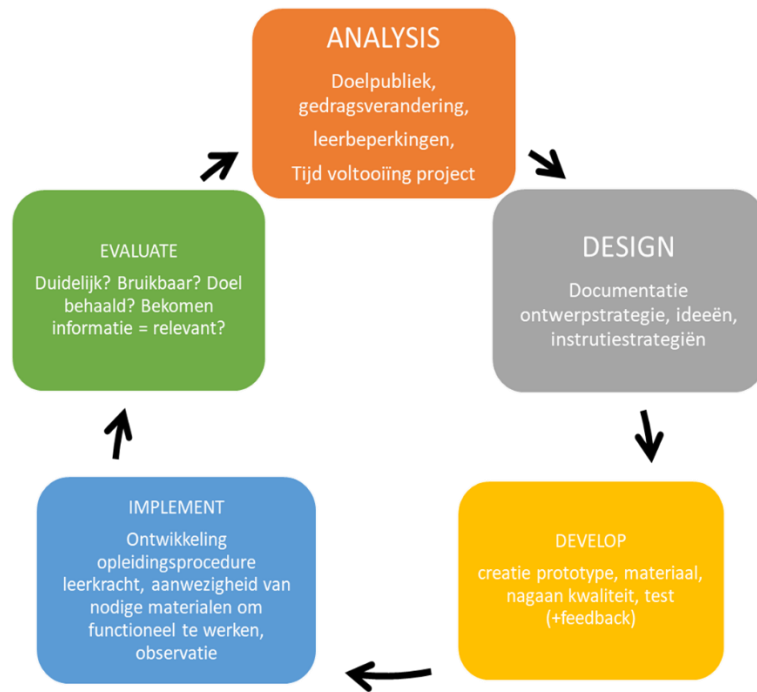 ANALYSIS
Doelpubliek,
gedragsverandering,
leerbeperkingen,
Tijd voltooiïng project
DESIGN
Documentatie
ontwerpstrategie, ideeën,
instrutiestrategiën
DEVELOP
creatie prototype, materiaal,
nagaan kwaliteit, test
(+feedback)
IMPLEMENT
Ontwikkeling
opleidingsprocedure
leerkracht, aanwezigheid van
nodige materialen om
functioneel te werken,
observatie
EVALUATE
Duidelijk? Bruikbaar? Doel
behaald? Bekomen
informatie = relevant?